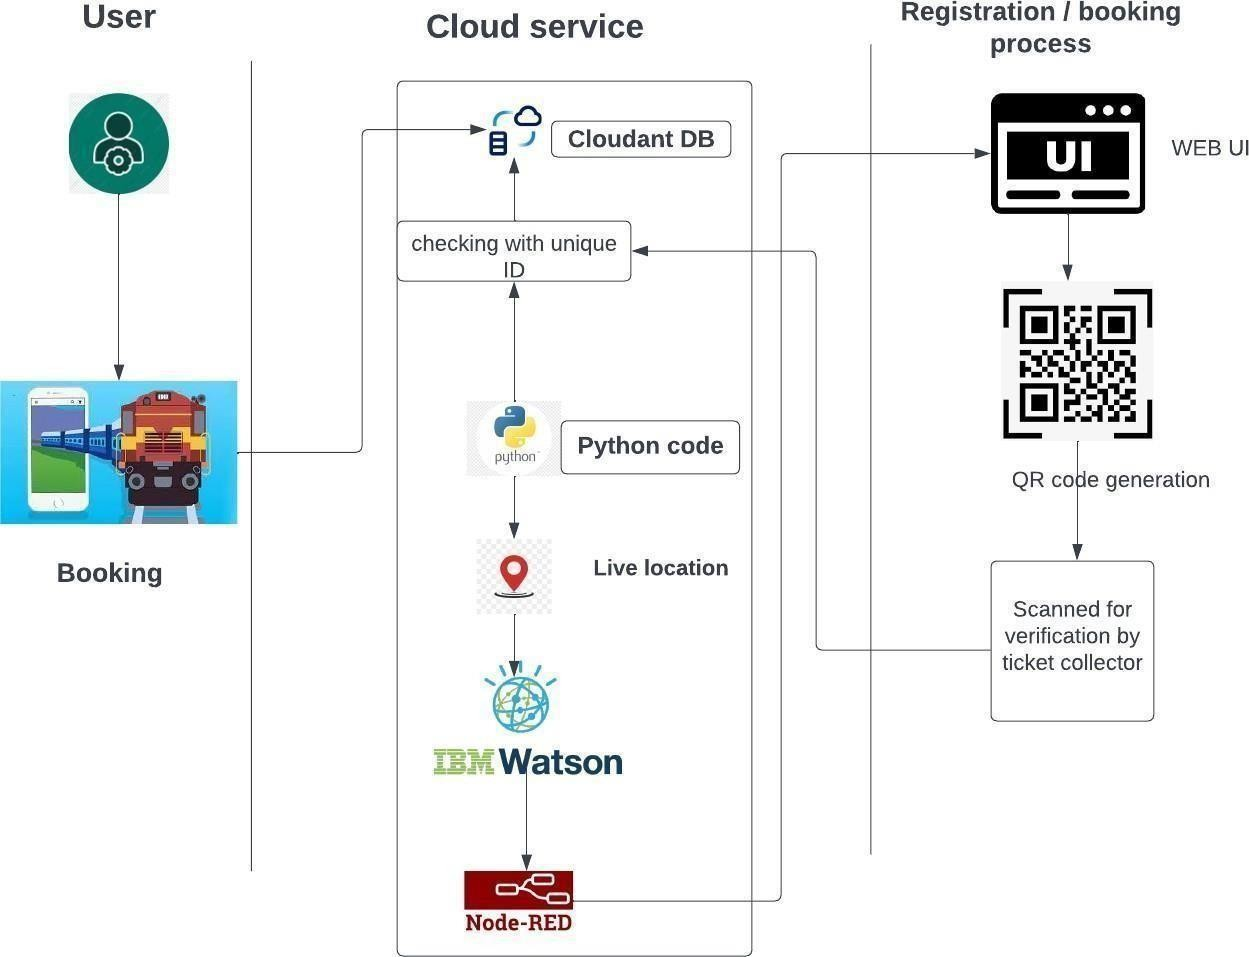 User
Cloud service
Registration / booking
process
Cloudant DB
UI
WEB UI
checking with unique
ID
python
Python code
QR code generation
Live location
Booking
Scanned for
verification by
ticket collector
IBM Watson
Node-RED